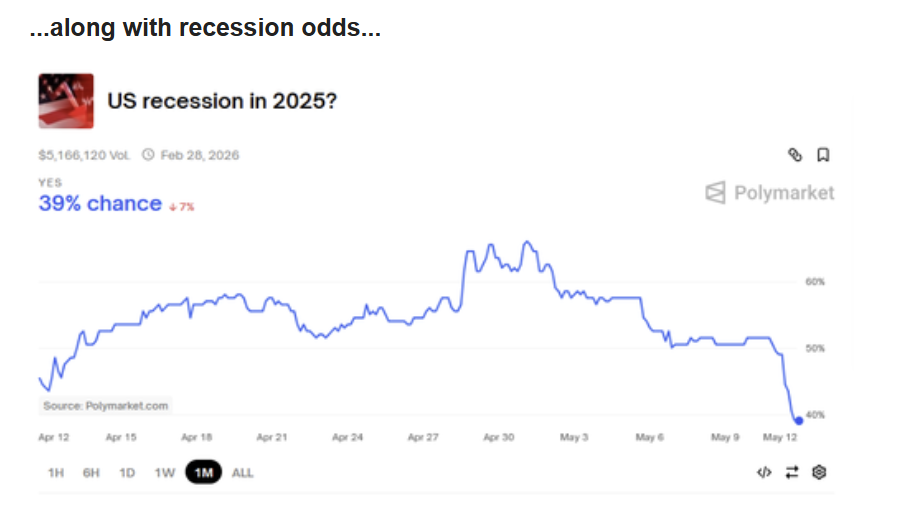 ...along with recession odds...
US recession in 2025?
$5,166,120 Vol. Feb 28, 2026
YES
39% chance ↓7%
Polymarket
60%
50%
40%
Source: Polymarket.com
Apr 12 Apr 15 Apr 18 Apr 21 Apr 24 Apr 27 Apr 30 May 3 May 6 May 9 May 12
1H 6H 1D 1W 1M ALL </>